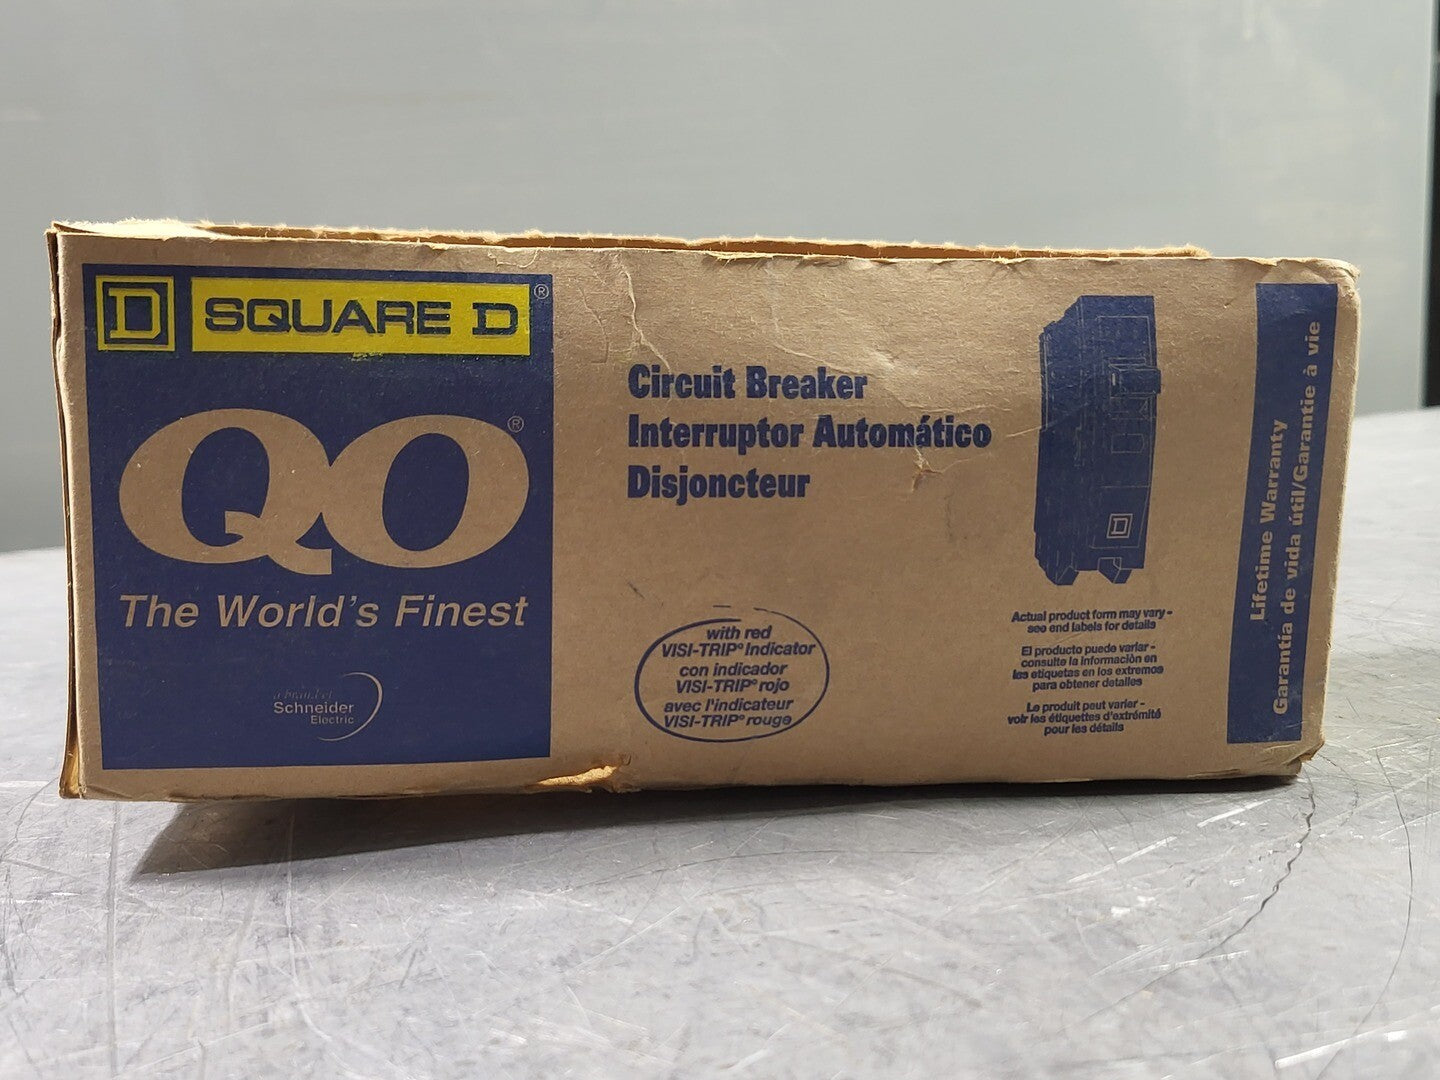 D SQUARE D ®
QO ®
The World's Finest
a brand of
Schneider
Electric
Circuit Breaker
Interruptor Automático
Disjoncteur
with red
VISI-TRIP® Indicator
con indicador
VISI-TRIP® rojo
avec l'indicateur
VISI-TRIP® rouge
D
Actual product form may vary -
see end labels for details
El producto puede variar -
consulte la información en
las etiquetas en los extremos
para obtener detalles
Le produit peut varier -
voir les étiquettes d'extrémité
pour les détails
Lifetime Warranty
Garantía de vida útil/Garantie à vie